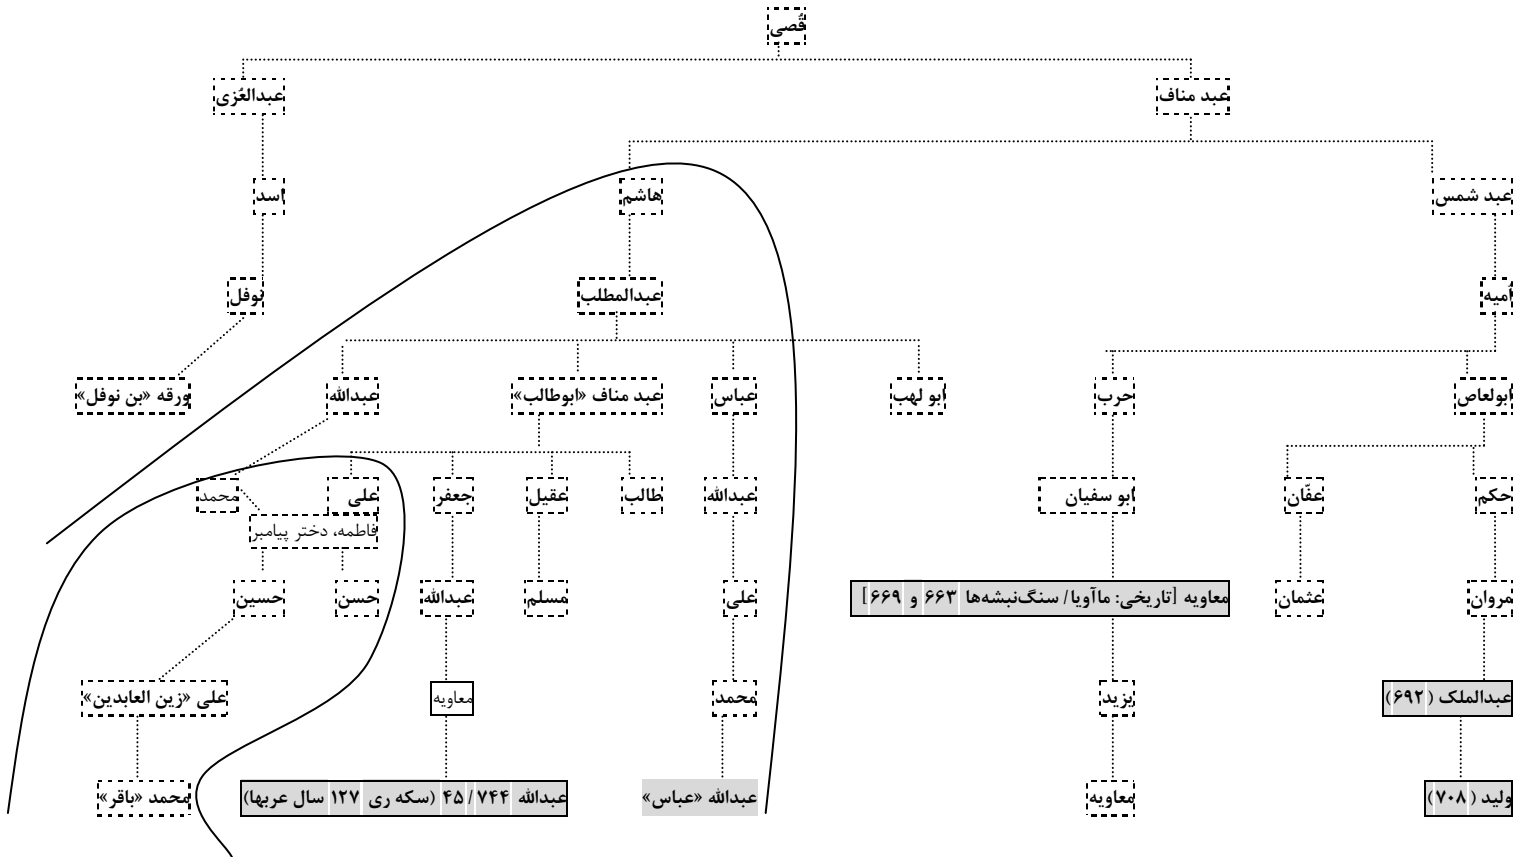 قُصی
عبد مناف
عبدالعُزی
عبد شمس
هاشم
اسد
اُمیه
عبدالمطلب
نوفل
ابولعاص
حرب
ابو لهب
عباس
عبد مناف «ابوطالب»
عبدالله
ورقه «بن نوفل»
حکم
عفّان
ابو سفیان
عبدالله
طالب
عقیل
جعفر
علی
محمد
فاطمه، دختر پیامبر
مروان
عثمان
معاویه [تاریخی: ماآویا/ سنگ‌نبشه‌ها ۶۶۳ و ۶۶۹]
علی
مسلم
عبدالله
حسن
حسین
عبدالملک (۶۹۲)
یزید
محمد
معاویه
علی «زین العابدین»
ولید (۷۰۸)
معاویه
عبدالله «عباس»
عبدالله ۷۴۴/ ۴۵ (سکه ری ۱۲۷ سال عربها)
محمد «باقر»